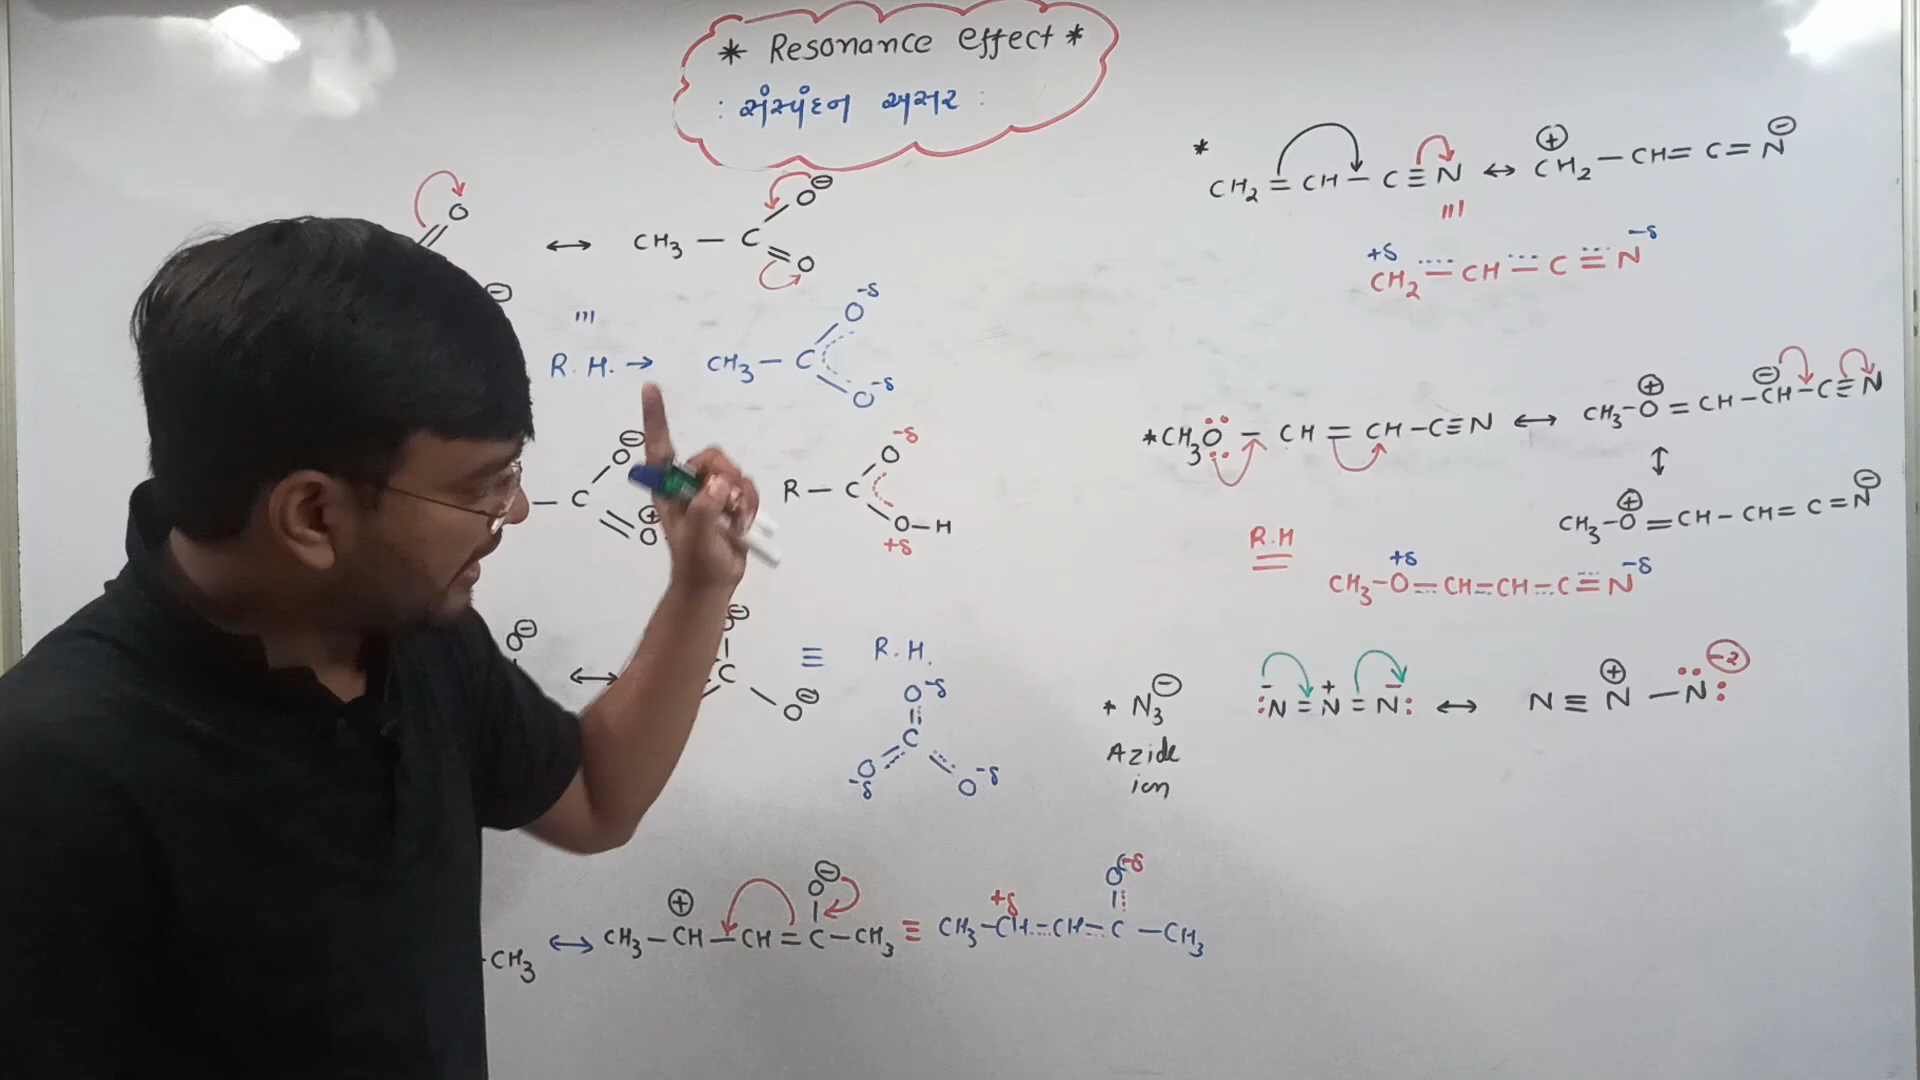 * Resonance effect *
: સંસ્પંદન અસર :
O
⊖
↔ CH₃ — C
O⊖
O
|||
R. H. → CH₃ — C
O-δ
O-δ
— C
O⊖
⊕
O
R — C
O-δ
O — H
+δ
O⊖
↔
⊖
C
O⊖
≡ R. H.
O-δ
C
O
-δ
O-δ
-CH₃ ↔ CH₃ — CH — CH = C — CH₃ ≡ CH₃ — CH ⋯ CH ⋯ C — CH₃
⊕
O⊖
+δ
O-δ
* CH₂ = CH — C ≡ N ↔ CH₂ — CH = C = N
⊕
⊖
|||
+δ
-δ
CH₂ — CH — C ≡ N
* CH₃O — CH = CH — C ≡ N ↔ CH₃ — O = CH — CH — C ≡ N
⊕
⊖
↕
⊕
⊖
CH₃ — O = CH — CH = C = N
R.H
+δ
-δ
CH₃ — O ⋯ CH ⋯ CH ⋯ C ≡ N
+ N₃⊖
Azide
ion
- + -
:N = N = N: ↔ N ≡ N — N:
⊕
-2